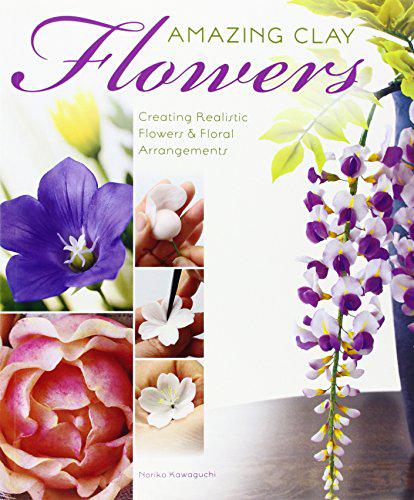 AMAZING CLAY
Flowers
Creating Realistic
Flowers & Floral
Arrangements
Noriko Kawaguchi